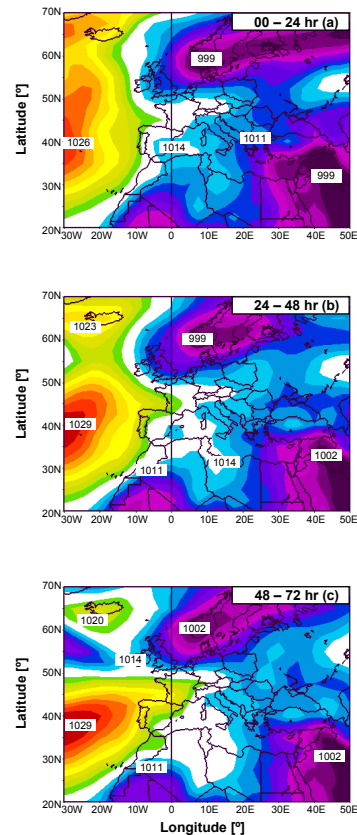 00 – 24 hr (a)
70N
60N
50N
40N
30N
20N
Latitude [º]
999
1026
1014
1011
999
30W
20W
10W
0
10E
20E
30E
40E
50E
24 – 48 hr (b)
70N
60N
50N
40N
30N
20N
Latitude [º]
1023
999
1029
1011
1014
1002
30W
20W
10W
0
10E
20E
30E
40E
50E
48 – 72 hr (c)
70N
60N
50N
40N
30N
20N
Latitude [º]
1020
1002
1014
1029
1011
1002
30W
20W
10W
0
10E
20E
30E
40E
50E
Longitude [º]